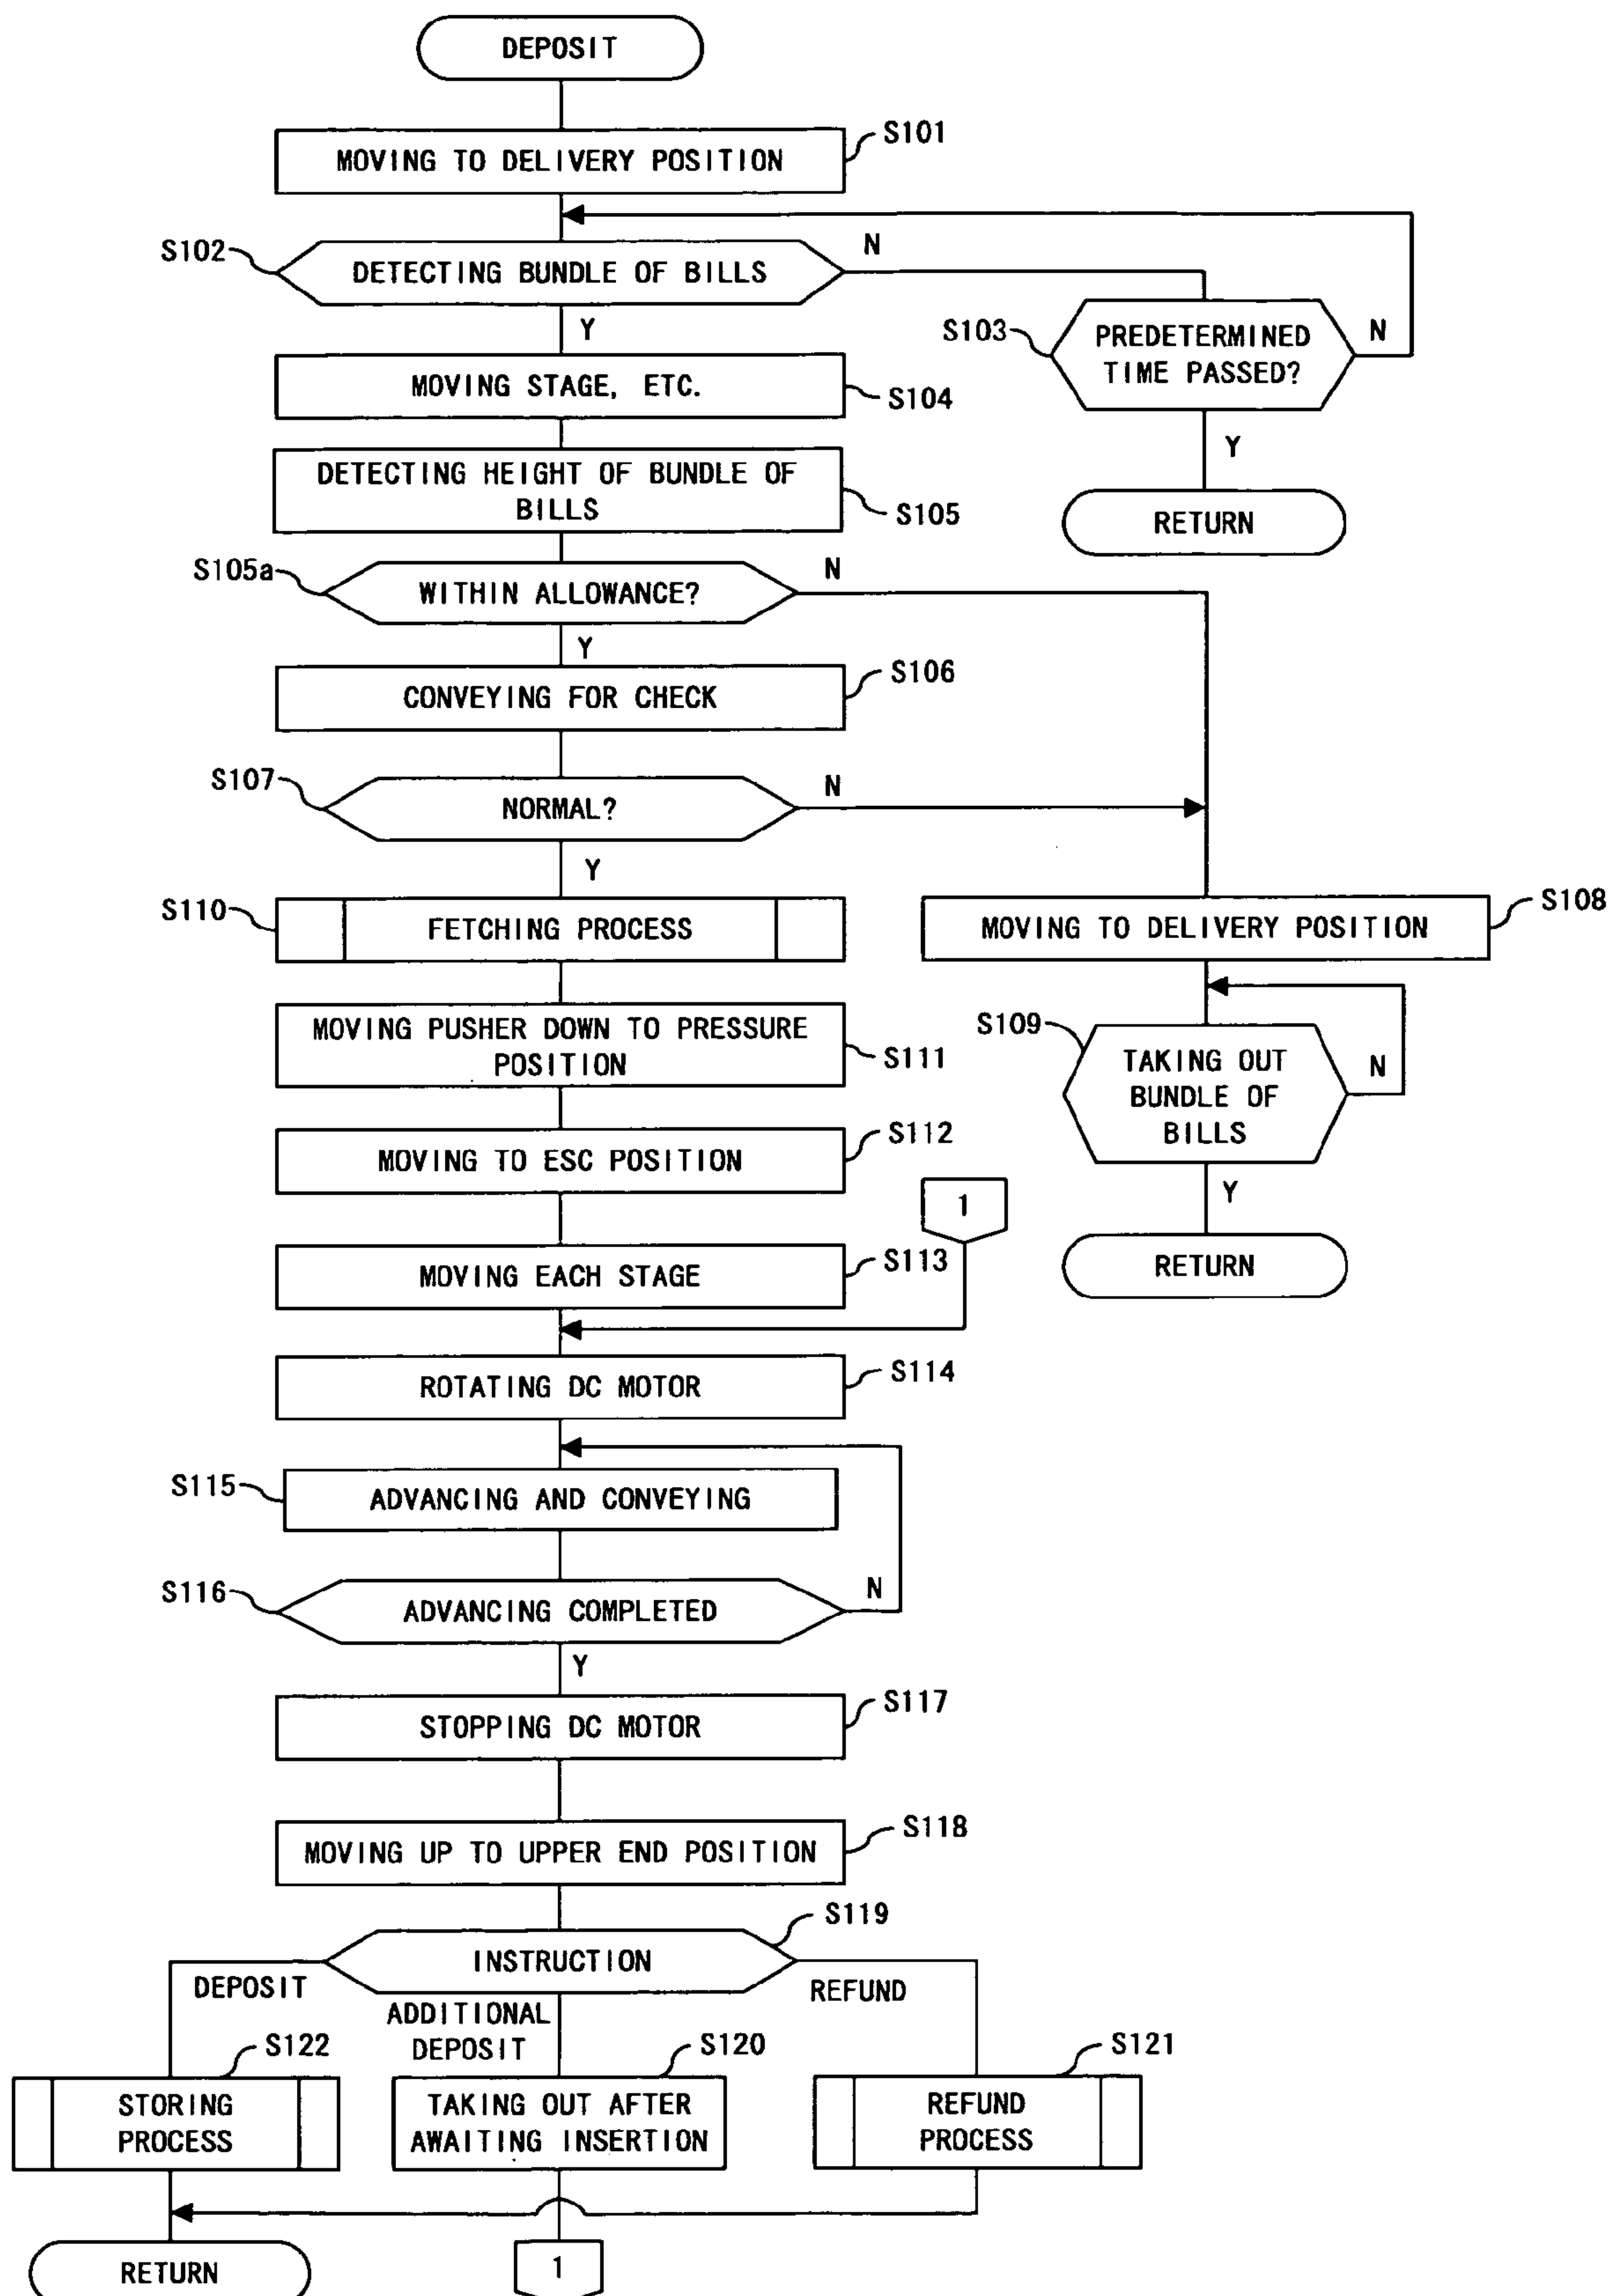 DEPOSIT
S101
MOVING TO DELIVERY POSITION
S102
DETECTING BUNDLE OF BILLS
N
Y
S103
PREDETERMINED
TIME PASSED?
N
Y
RETURN
MOVING STAGE, ETC.
S104
DETECTING HEIGHT OF BUNDLE OF
BILLS
S105
S105a
WITHIN ALLOWANCE?
N
Y
S106
CONVEYING FOR CHECK
S107
NORMAL?
N
Y
S110
FETCHING PROCESS
S108
MOVING TO DELIVERY POSITION
S109
TAKING OUT
BUNDLE OF
BILLS
N
Y
RETURN
MOVING PUSHER DOWN TO PRESSURE
POSITION
S111
S112
MOVING TO ESC POSITION
1
S113
MOVING EACH STAGE
S114
ROTATING DC MOTOR
S115
ADVANCING AND CONVEYING
S116
ADVANCING COMPLETED
N
Y
S117
STOPPING DC MOTOR
S118
MOVING UP TO UPPER END POSITION
S119
INSTRUCTION
DEPOSIT
ADDITIONAL
DEPOSIT
REFUND
S122
STORING
PROCESS
S120
TAKING OUT AFTER
AWAITING INSERTION
S121
REFUND
PROCESS
RETURN
1